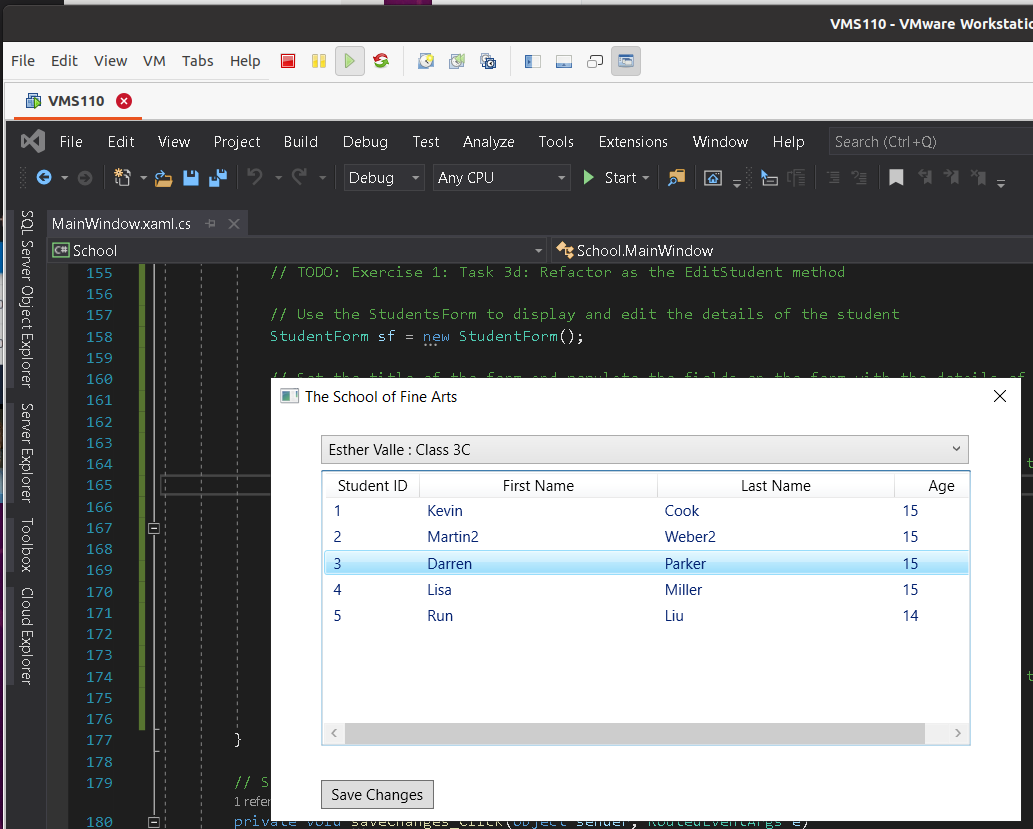 VMS110 - VMware Workstatio
File Edit View VM Tabs Help
VMS110
File Edit View Project Build Debug Test Analyze Tools Extensions Window Help Search (Ctrl+Q)
Debug Any CPU Start
SQL Server Object Explorer
Server Explorer
Toolbox
Cloud Explorer
MainWindow.xaml.cs
C# School School.MainWindow
155 // TODO: Exercise 1: Task 3d: Refactor as the EditStudent method
156
157 // Use the StudentsForm to display and edit the details of the student
158 StudentForm sf = new StudentForm();
159
160 // Set the title of the form and populate the fields on the form with the details of
161
162
163
164
165
166
167
168
169
170
171
172
173
174
175
176
177 }
178
179 // S
1 refer
180 private void saveChanges_Click(object sender, RoutedEventArgs e)
The School of Fine Arts
Esther Valle : Class 3C
Student ID First Name Last Name Age
1 Kevin Cook 15
2 Martin2 Weber2 15
3 Darren Parker 15
4 Lisa Miller 15
5 Run Liu 14
Save Changes